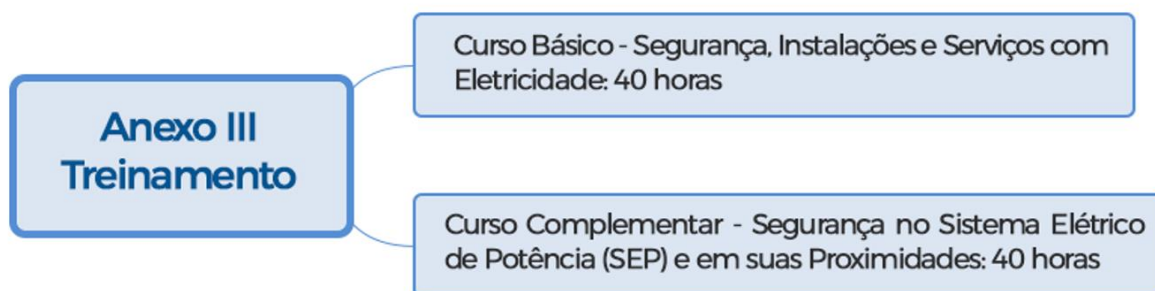 Anexo III
Treinamento
Curso Básico - Segurança, Instalações e Serviços com
Eletricidade: 40 horas
Curso Complementar - Segurança no Sistema Elétrico
de Potência (SEP) e em suas Proximidades: 40 horas